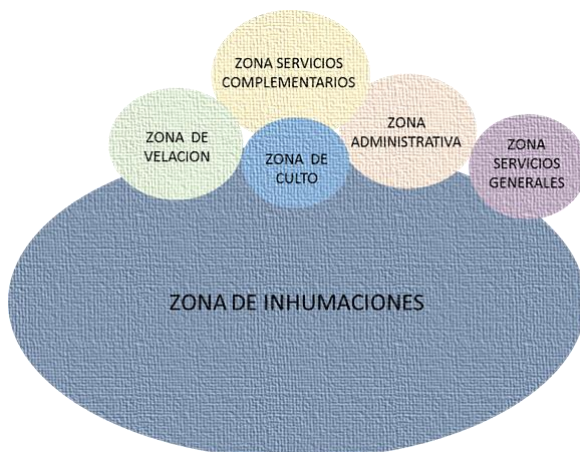 ZONA SERVICIOS
COMPLEMENTARIOS
ZONA DE
VELACION
ZONA DE
CULTO
ZONA
ADMINISTRATIVA
ZONA
SERVICIOS
GENERALES
ZONA DE INHUMACIONES